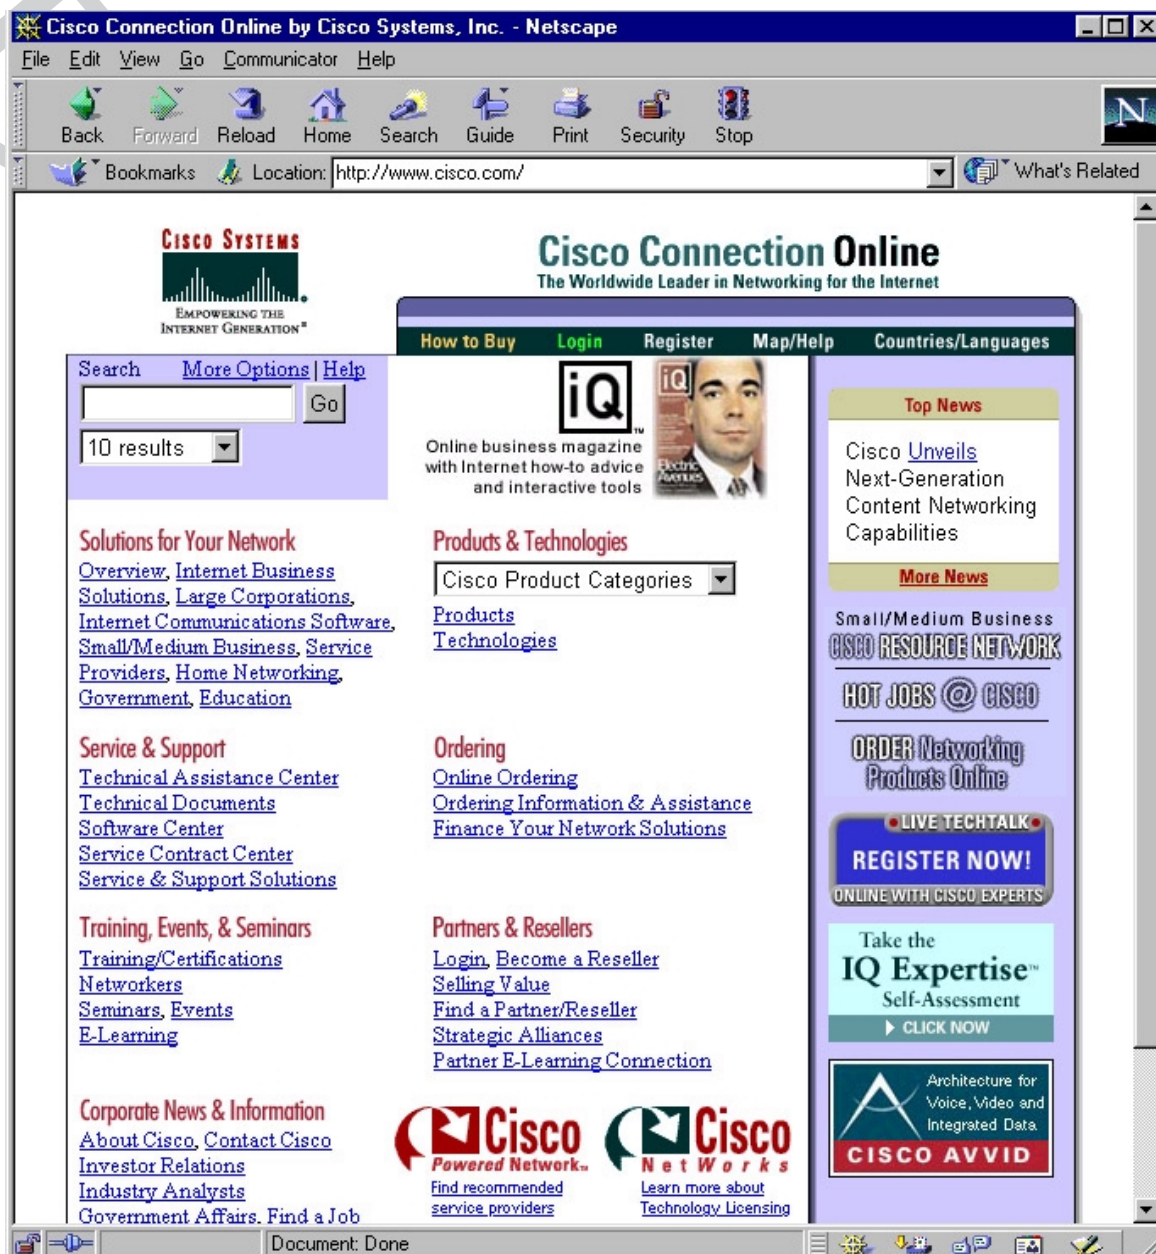 Cisco Connection Online by Cisco Systems, Inc. - Netscape
File Edit View Go Communicator Help
Back Forward Reload Home Search Guide Print Security Stop
N
Bookmarks Location: http://www.cisco.com/ What's Related
CISCO SYSTEMS
EMPOWERING THE
INTERNET GENERATION
Cisco Connection Online
The Worldwide Leader in Networking for the Internet
How to Buy Login Register Map/Help Countries/Languages
Search More Options | Help
Go
10 results
iQ™
Online business magazine
with Internet how-to advice
and interactive tools
iQ
Electric
Avenues
Top News
Cisco Unveils
Next-Generation
Content Networking
Capabilities
More News
Solutions for Your Network
Overview, Internet Business
Solutions, Large Corporations,
Internet Communications Software,
Small/Medium Business, Service
Providers, Home Networking,
Government, Education
Products & Technologies
Cisco Product Categories
Products
Technologies
Small/Medium Business
CISCO RESOURCE NETWORK
HOT JOBS @ CISCO
ORDER Networking
Products Online
Service & Support
Technical Assistance Center
Technical Documents
Software Center
Service Contract Center
Service & Support Solutions
Ordering
Online Ordering
Ordering Information & Assistance
Finance Your Network Solutions
LIVE TECHTALK
REGISTER NOW!
ONLINE WITH CISCO EXPERTS
Training, Events, & Seminars
Training/Certifications
Networkers
Seminars, Events
E-Learning
Partners & Resellers
Login, Become a Reseller
Selling Value
Find a Partner/Reseller
Strategic Alliances
Partner E-Learning Connection
Take the
IQ Expertise™
Self-Assessment
CLICK NOW
Corporate News & Information
About Cisco, Contact Cisco
Investor Relations
Industry Analysts
Government Affairs, Find a Job
Cisco
Powered Network™
Find recommended
service providers
Cisco
NetWorks
Learn more about
Technology Licensing
Architecture for
Voice, Video and
Integrated Data
CISCO AVVID
Document: Done